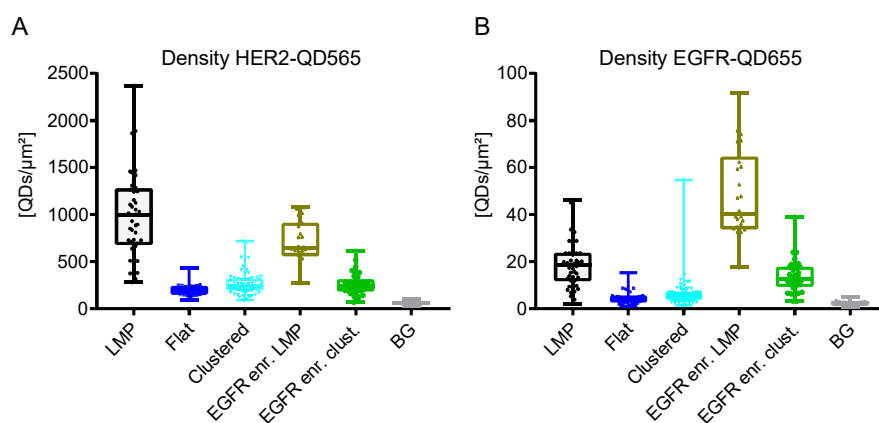 A
Density HER2-QD565
[QDs/µm²]
2500
2000
1500
1000
500
0
LMP
Flat
Clustered
EGFR enr. LMP
EGFR enr. clust.
BG
B
Density EGFR-QD655
[QDs/µm²]
100
80
60
40
20
0
LMP
Flat
Clustered
EGFR enr. LMP
EGFR enr. clust.
BG